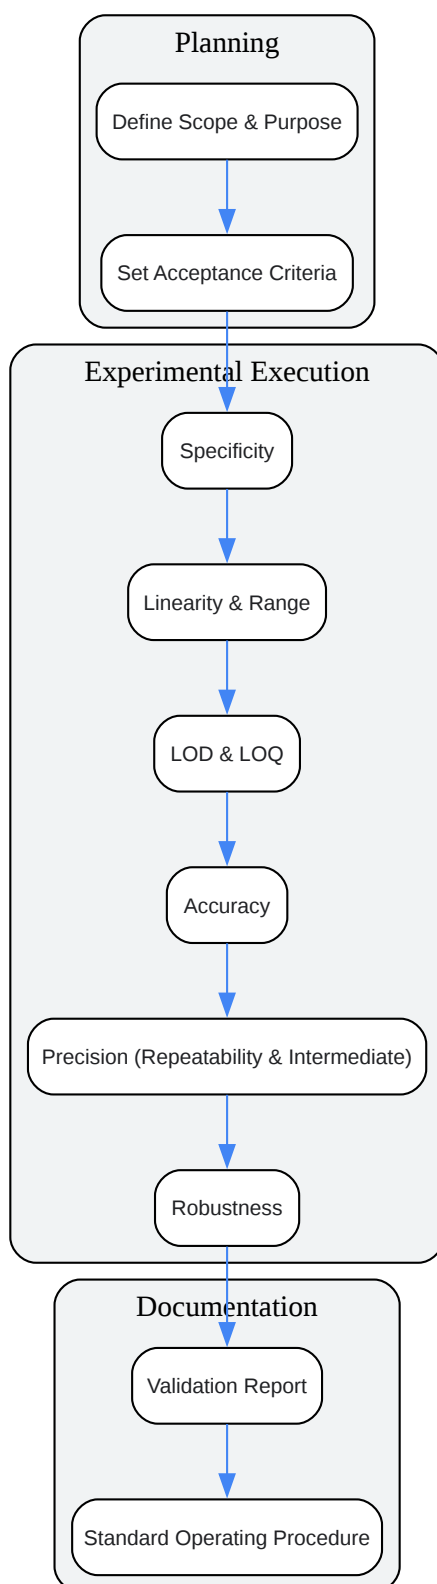 Planning
Define Scope & Purpose
Set Acceptance Criteria
Experimental Execution
Specificity
Linearity & Range
LOD & LOQ
Accuracy
Precision (Repeatability & Intermediate)
Robustness
Documentation
Validation Report
Standard Operating Procedure